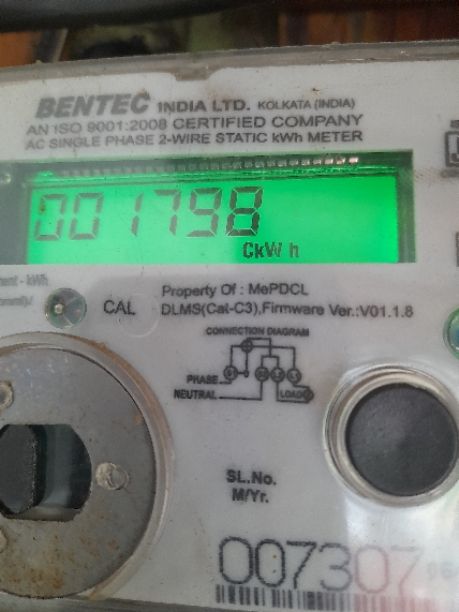 BENTEC INDIA LTD. KOLKATA (INDIA)
AN ISO 9001:2008 CERTIFIED COMPANY
AC SINGLE PHASE 2-WIRE STATIC kWh METER
001798
CkW h
ment - kWh
CAL
Property Of : MePDCL
DLMS(Cat-C3),Firmware Ver.:V01.1.8
CONNECTION DIAGRAM
PHASE
NEUTRAL
LOAD
SL.No.
M/Yr.
007307